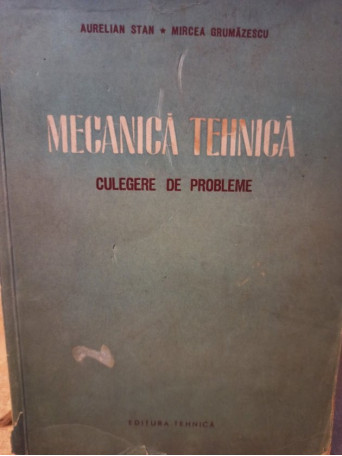 AURELIAN STAN ★ MIRCEA GRUMĂZESCU
MECANICĂ TEHNICĂ
CULEGERE DE PROBLEME
EDITURA TEHNICĂ